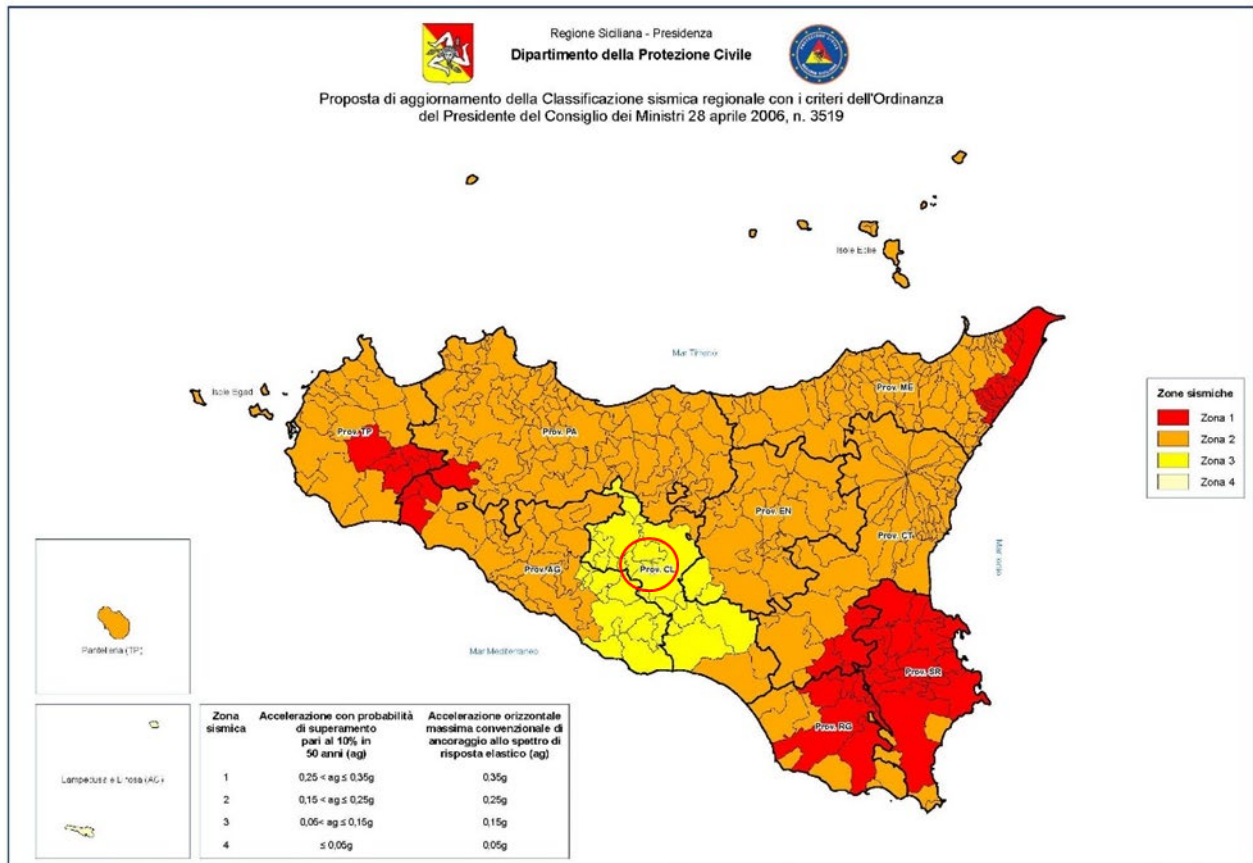 Regione Siciliana - Presidenza
Dipartimento della Protezione Civile
Proposta di aggiornamento della Classificazione sismica regionale con i criteri dell'Ordinanza
del Presidente del Consiglio dei Ministri 28 aprile 2006, n. 3519
Isole Eolie
Mar Tirreno
Isole Egadi
Prov. ME
Prov. TP
Prov. PA
Prov. EN
Prov. CT
Prov. AG
Prov. CL
Mar Ionio
Mar Mediterraneo
Prov. SR
Prov. RG
Zone sismiche
Zona 1
Zona 2
Zona 3
Zona 4
Pantelleria (TP)
Lampedusa e Linosa (AG)
Zona sismica
Accelerazione con probabilità
di superamento
pari al 10% in
50 anni (ag)
Accelerazione orizzontale
massima convenzionale di
ancoraggio allo spettro di
risposta elastico (ag)
1 0,25 < ag ≤ 0,35g 0,35g
2 0,15 < ag ≤ 0,25g 0,25g
3 0,05< ag ≤ 0,15g 0,15g
4 ≤ 0,05g 0,05g